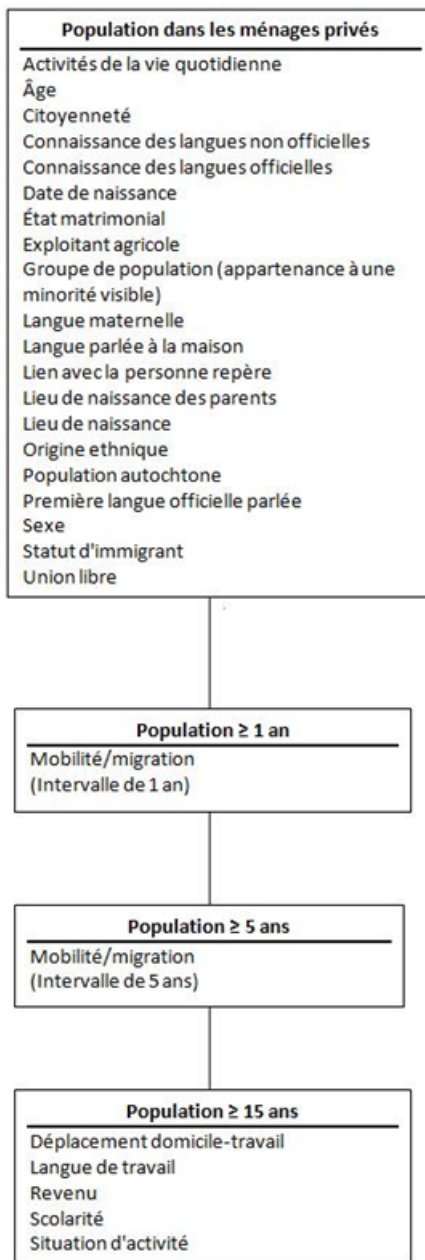 Population dans les ménages privés
Activités de la vie quotidienne
Âge
Citoyenneté
Connaissance des langues non officielles
Connaissance des langues officielles
Date de naissance
État matrimonial
Exploitant agricole
Groupe de population (appartenance à une
minorité visible)
Langue maternelle
Langue parlée à la maison
Lien avec la personne repère
Lieu de naissance des parents
Lieu de naissance
Origine ethnique
Population autochtone
Première langue officielle parlée
Sexe
Statut d'immigrant
Union libre
Population ≥ 1 an
Mobilité/migration
(Intervalle de 1 an)
Population ≥ 5 ans
Mobilité/migration
(Intervalle de 5 ans)
Population ≥ 15 ans
Déplacement domicile-travail
Langue de travail
Revenu
Scolarité
Situation d'activité